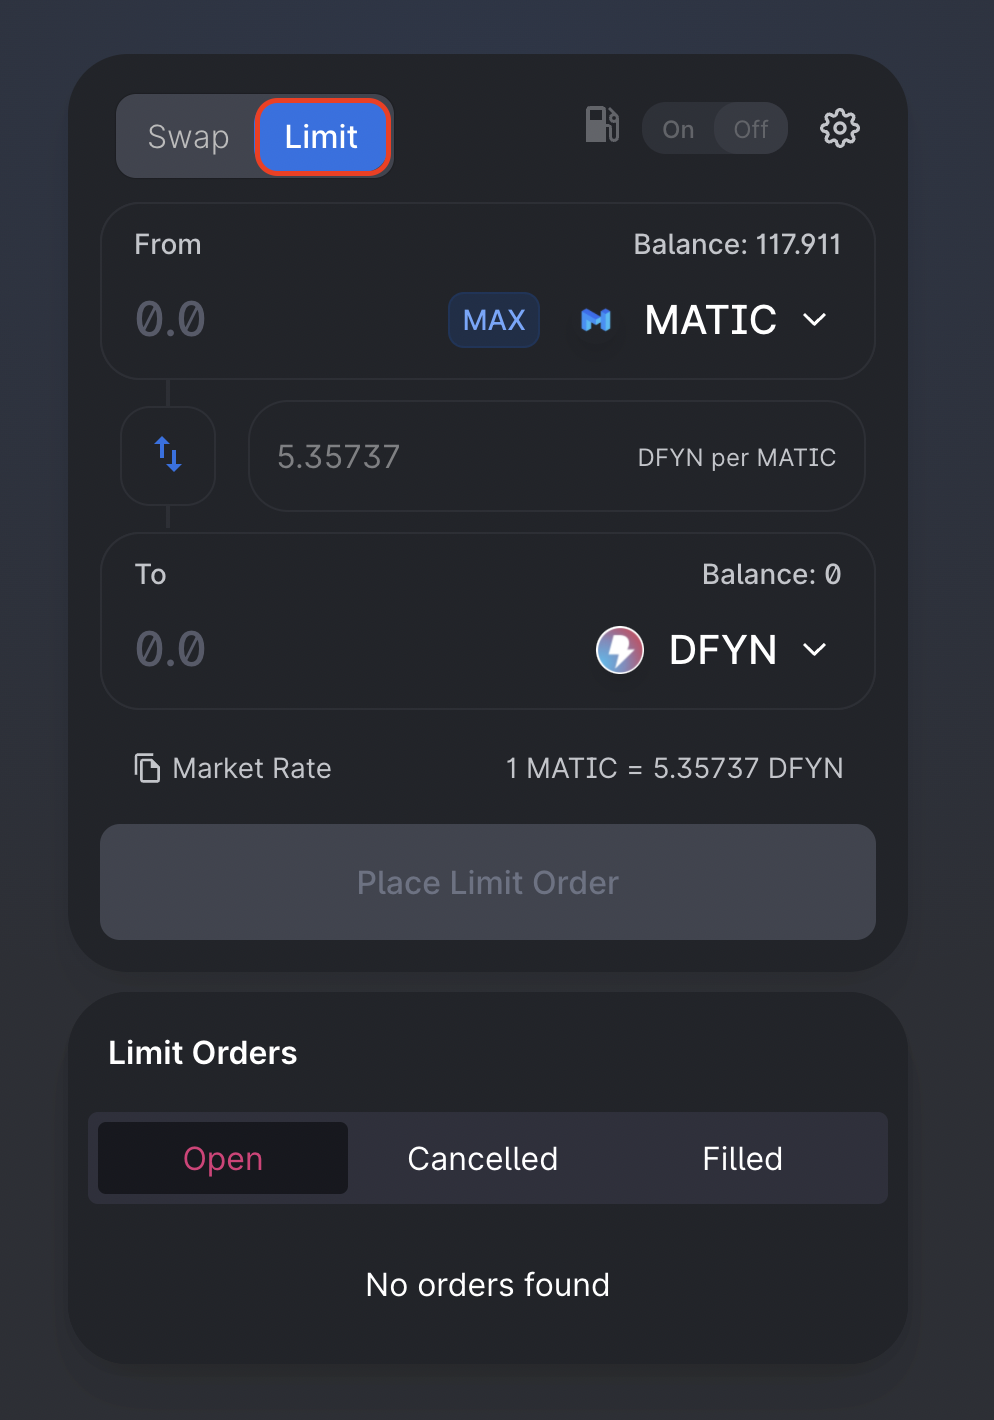 Swap Limit On Off
From Balance: 117.911
0.0 MAX MATIC
5.35737 DFYN per MATIC
To Balance: 0
0.0 DFYN
Market Rate 1 MATIC = 5.35737 DFYN
Place Limit Order
Limit Orders
Open Cancelled Filled
No orders found